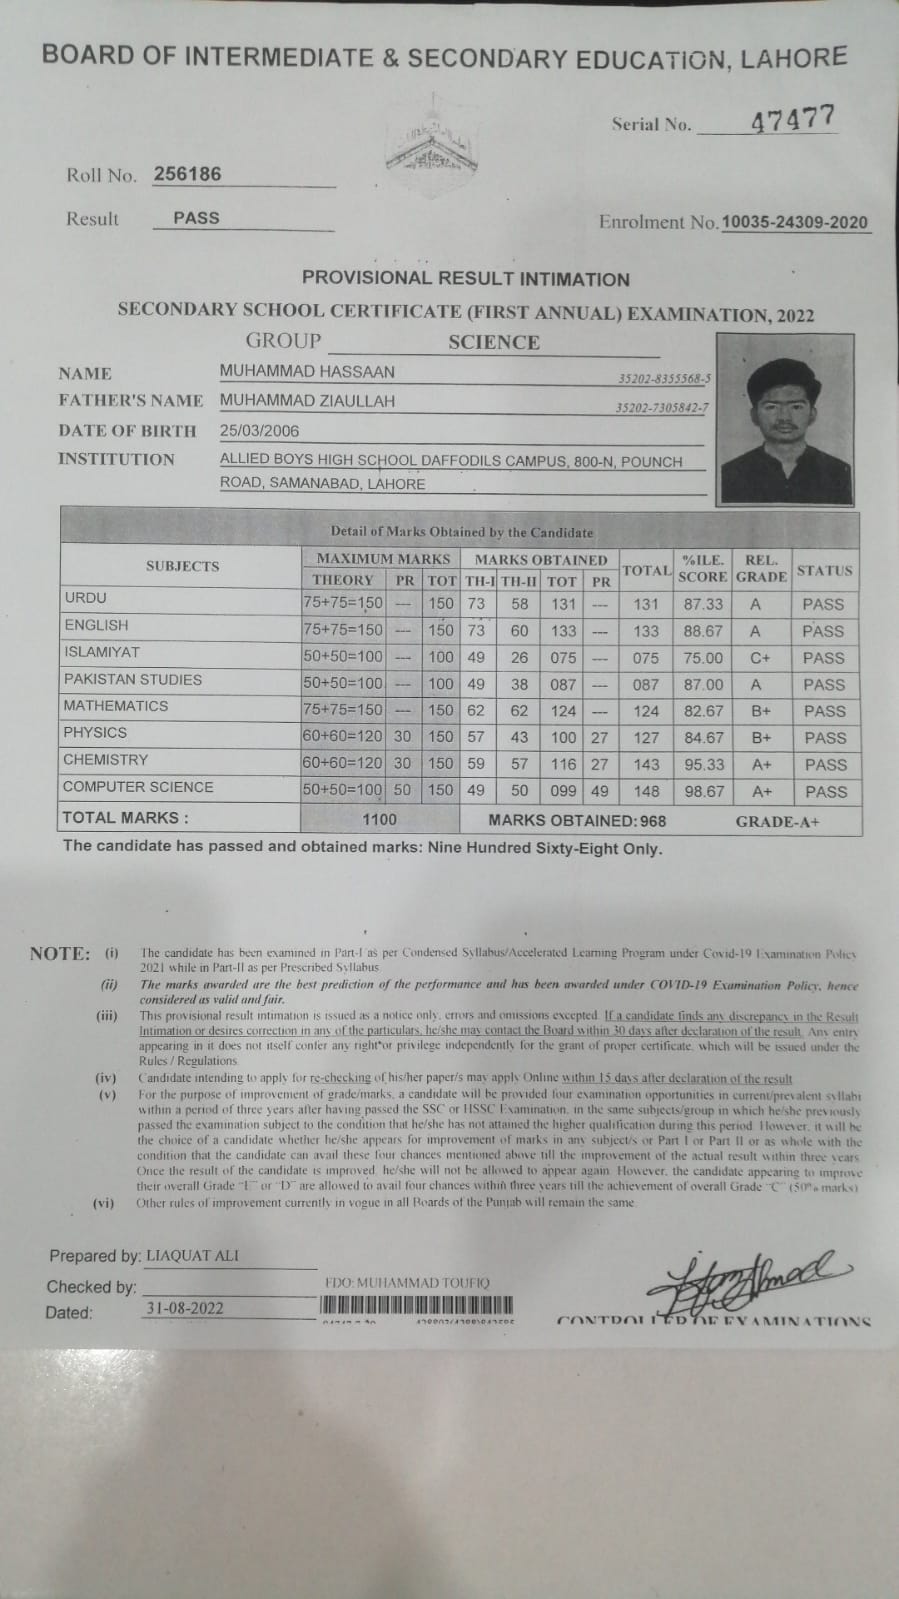 BOARD OF INTERMEDIATE & SECONDARY EDUCATION, LAHORE
Serial No. 47477
Roll No. 256186
Result PASS
Enrolment No. 10035-24309-2020
PROVISIONAL RESULT INTIMATION
SECONDARY SCHOOL CERTIFICATE (FIRST ANNUAL) EXAMINATION, 2022
GROUP SCIENCE
NAME MUHAMMAD HASSAAN 35202-8355568-5
FATHER'S NAME MUHAMMAD ZIAULLAH 35202-7305842-7
DATE OF BIRTH 25/03/2006
INSTITUTION ALLIED BOYS HIGH SCHOOL DAFFODILS CAMPUS, 800-N, POUNCH
ROAD, SAMANABAD, LAHORE
Detail of Marks Obtained by the Candidate
SUBJECTS MAXIMUM MARKS MARKS OBTAINED TOTAL %ILE. SCORE REL. GRADE STATUS
THEORY PR TOT TH-I TH-II TOT PR
URDU 75+75=150 --- 150 73 58 131 --- 131 87.33 A PASS
ENGLISH 75+75=150 --- 150 73 60 133 --- 133 88.67 A PASS
ISLAMIYAT 50+50=100 --- 100 49 26 075 --- 075 75.00 C+ PASS
PAKISTAN STUDIES 50+50=100 --- 100 49 38 087 --- 087 87.00 A PASS
MATHEMATICS 75+75=150 --- 150 62 62 124 --- 124 82.67 B+ PASS
PHYSICS 60+60=120 30 150 57 43 100 27 127 84.67 B+ PASS
CHEMISTRY 60+60=120 30 150 59 57 116 27 143 95.33 A+ PASS
COMPUTER SCIENCE 50+50=100 50 150 49 50 099 49 148 98.67 A+ PASS
TOTAL MARKS : 1100 MARKS OBTAINED: 968 GRADE-A+
The candidate has passed and obtained marks: Nine Hundred Sixty-Eight Only.
NOTE: (i) The candidate has been examined in Part-I as per Condensed Syllabus/Accelerated Learning Program under Covid-19 Examination Policy
2021 while in Part-II as per Prescribed Syllabus
(ii) The marks awarded are the best prediction of the performance and has been awarded under COVID-19 Examination Policy, hence
considered as valid and fair.
(iii) This provisional result intimation is issued as a notice only, errors and omissions excepted. If a candidate finds any discrepancy in the Result
Intimation or desires correction in any of the particulars, he/she may contact the Board within 30 days after declaration of the result. Any entry
appearing in it does not itself confer any right or privilege independently for the grant of proper certificate, which will be issued under the
Rules / Regulations.
(iv) Candidate intending to apply for re-checking of his/her paper/s may apply Online within 15 days after declaration of the result
(v) For the purpose of improvement of grade/marks, a candidate will be provided four examination opportunities in current/prevalent syllabi
within a period of three years after having passed the SSC or HSSC Examination, in the same subjects/group in which he/she previously
passed the examination subject to the condition that he/she has not attained the higher qualification during this period. However, it will be
the choice of a candidate whether he/she appears for improvement of marks in any subject/s or Part I or Part II or as whole with the
condition that the candidate can avail these four chances mentioned above till the improvement of the actual result within three years
Once the result of the candidate is improved, he/she will not be allowed to appear again. However, the candidate appearing to improve
their overall Grade "E" or "D" are allowed to avail four chances within three years till the achievement of overall Grade "C" (50% marks)
(vi) Other rules of improvement currently in vogue in all Boards of the Punjab will remain the same.
Prepared by: LIAQUAT ALI
Checked by:
FDO: MUHAMMAD TOUFIQ
Dated: 31-08-2022
CONTROLLER OF EXAMINATIONS